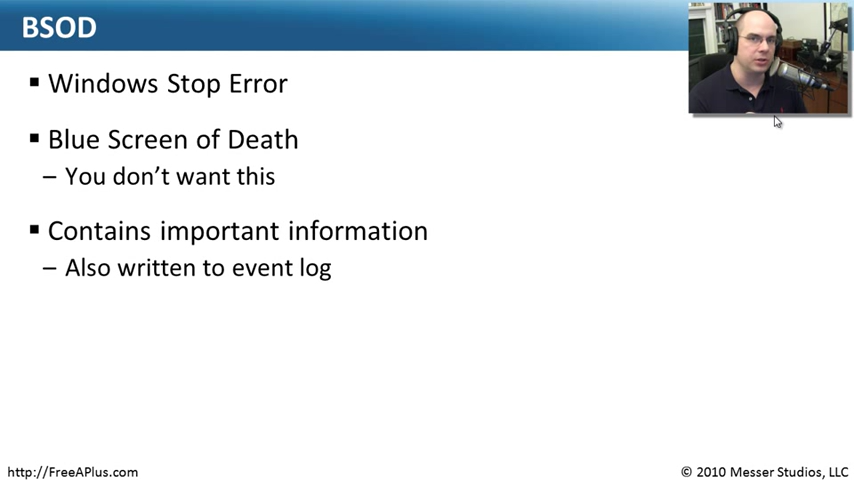 BSOD
▪ Windows Stop Error
▪ Blue Screen of Death
– You don’t want this
▪ Contains important information
– Also written to event log
http://FreeAPlus.com
© 2010 Messer Studios, LLC